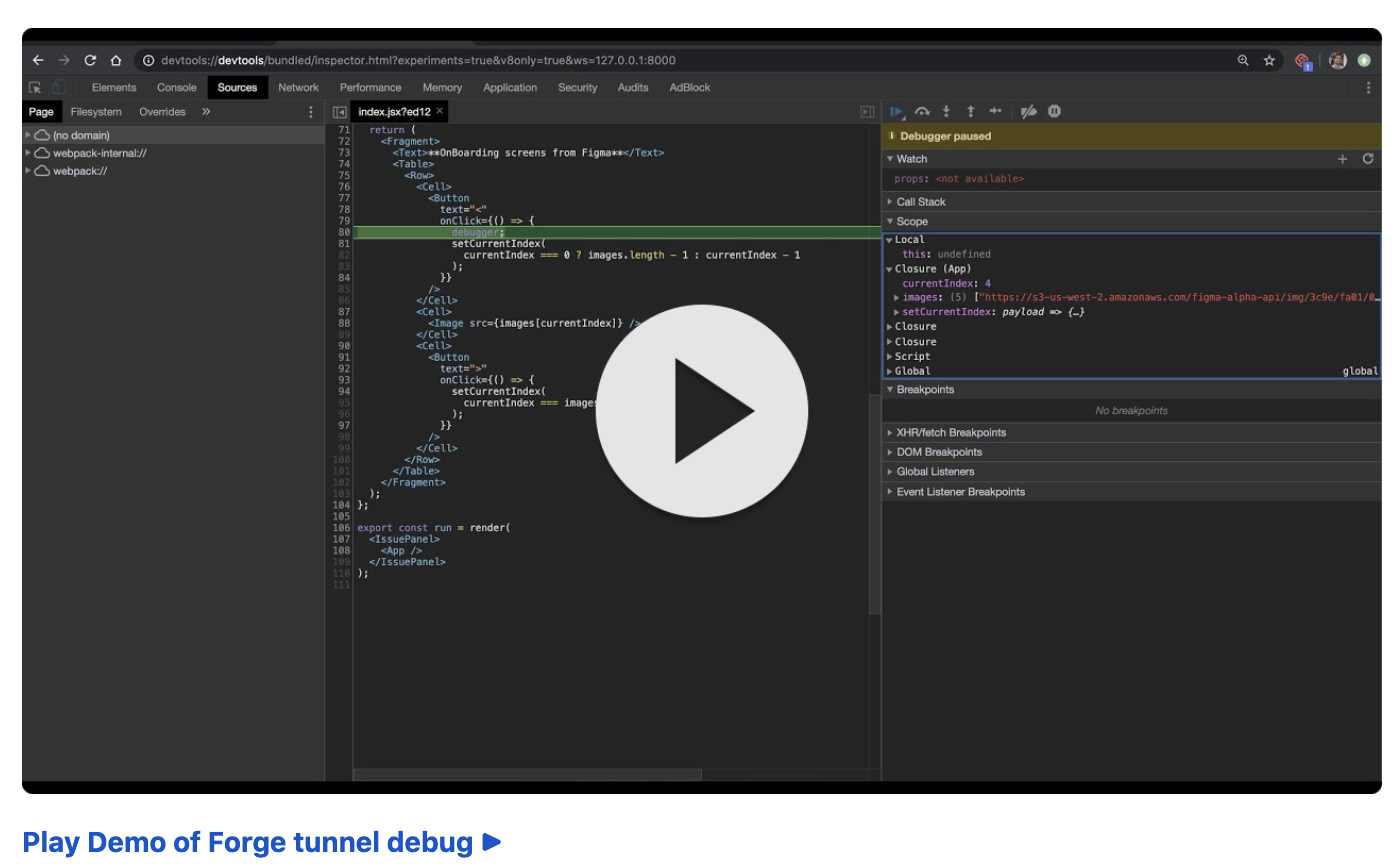 devtools://devtools/bundled/inspector.html?experiments=true&v8only=true&ws=127.0.0.1:8000
1
Elements Console Sources Network Performance Memory Application Security Audits AdBlock
Page Filesystem Overrides »
(no domain)
webpack-internal://
webpack://
index.jsx?ed12 ×
71 return (
72 <Fragment>
73 <Text>**OnBoarding screens from Figma**</Text>
74 <Table>
75 <Row>
76 <Cell>
77 <Button
78 text="<"
79 onClick={() => {
80 debugger;
81 setCurrentIndex(
82 currentIndex === 0 ? images.length - 1 : currentIndex - 1
83 );
84 }}
85 />
86 </Cell>
87 <Cell>
88 <Image src={images[currentIndex]} />
89 </Cell>
90 <Cell>
91 <Button
92 text=">"
93 onClick={() => {
94 setCurrentIndex(
95 currentIndex === images
96 );
97 }}
98 />
99 </Cell>
100 </Row>
101 </Table>
102 </Fragment>
103 );
104 };
105
106 export const run = render(
107 <IssuePanel>
108 <App />
109 </IssuePanel>
110 );
111
Debugger paused
Watch
props: <not available>
Call Stack
Scope
Local
this: undefined
Closure (App)
currentIndex: 4
images: (5) ["https://s3-us-west-2.amazonaws.com/figma-alpha-api/img/3c9e/fa01/0…
setCurrentIndex: payload => {…}
Closure
Closure
Script
Global global
Breakpoints
No breakpoints
XHR/fetch Breakpoints
DOM Breakpoints
Global Listeners
Event Listener Breakpoints
Play Demo of Forge tunnel debug